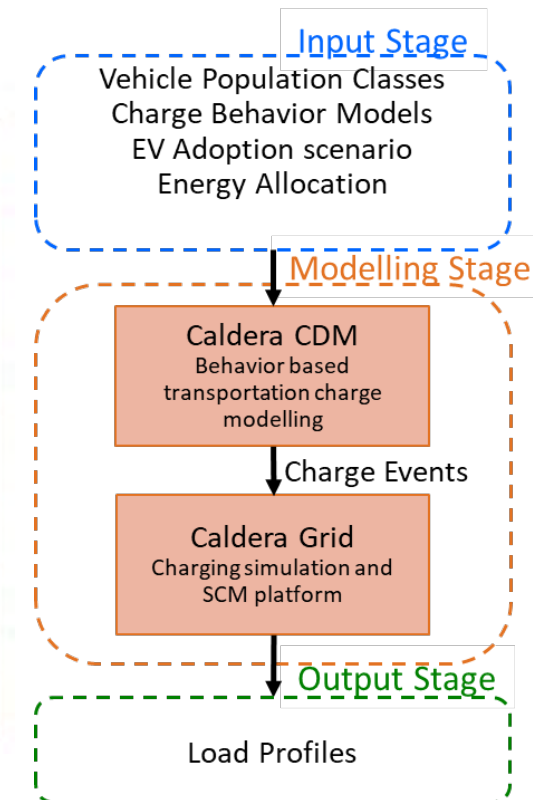 Input Stage
Vehicle Population Classes
Charge Behavior Models
EV Adoption scenario
Energy Allocation
Modelling Stage
Caldera CDM
Behavior based
transportation charge
modelling
Charge Events
Caldera Grid
Charging simulation and
SCM platform
Output Stage
Load Profiles